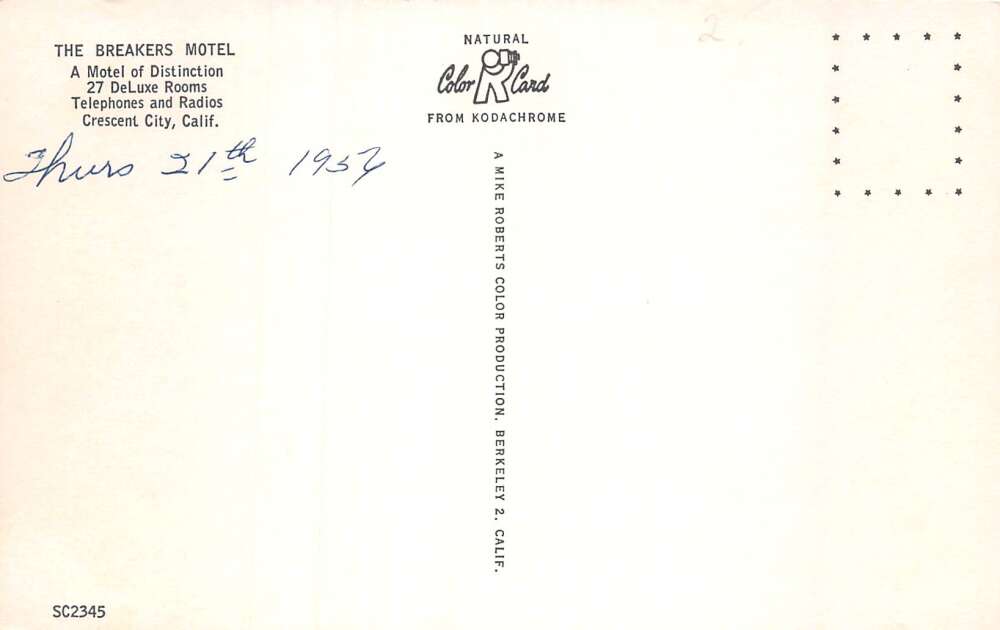 THE BREAKERS MOTEL
A Motel of Distinction
27 DeLuxe Rooms
Telephones and Radios
Crescent City, Calif.
Thurs 21th
NATURAL
Color Card
FROM KODACHROME
2
A MIKE ROBERTS COLOR PRODUCTION, BERKELEY 2, CALIF.
SC2345